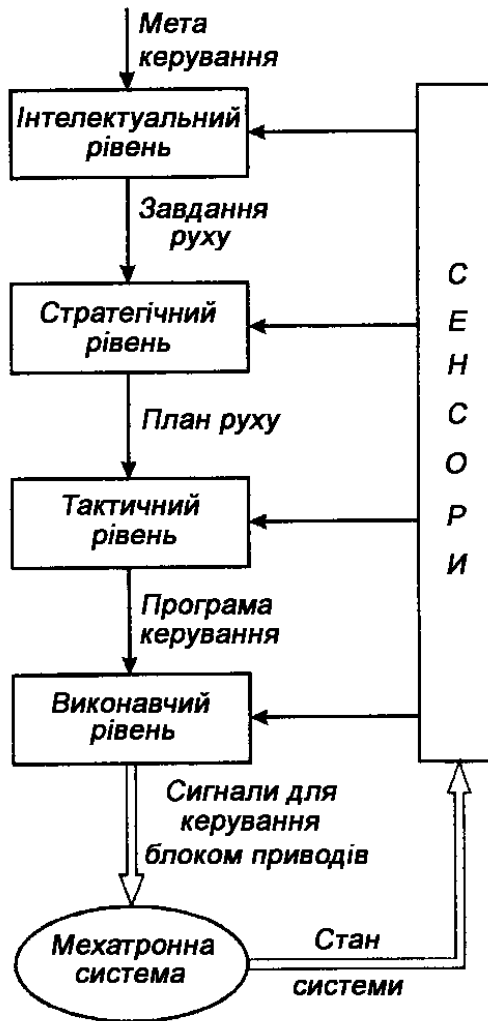 Мета
керування
Інтелектуальний
рівень
Завдання
руху
Стратегічний
рівень
План руху
Тактичний
рівень
Програма
керування
Виконавчий
рівень
Сигнали для
керування
блоком приводів
Мехатронна
система
Стан
системи
С
Е
Н
С
О
Р
И